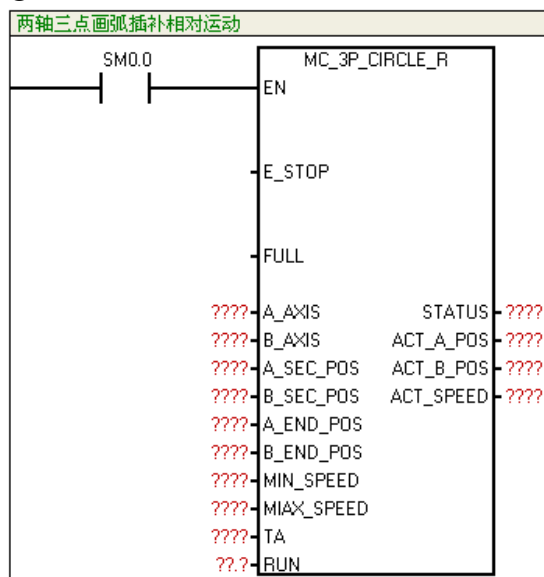 两轴三点画弧插补相对运动
SM0.0
MC_3P_CIRCLE_R
EN
E_STOP
FULL
????-A_AXIS STATUS-????
????-B_AXIS ACT_A_POS-????
????-A_SEC_POS ACT_B_POS-????
????-B_SEC_POS ACT_SPEED-????
????-A_END_POS
????-B_END_POS
????-MIN_SPEED
????-MIAX_SPEED
????-TA
??.?-RUN